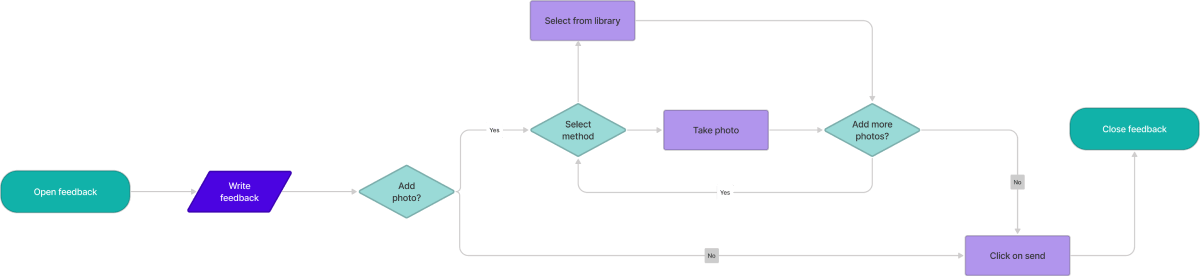 Select from library
Select
method
Yes
Take photo
Add more
photos?
Close feedback
Open feedback
Write
feedback
Add
photo?
Yes
No
No
Click on send